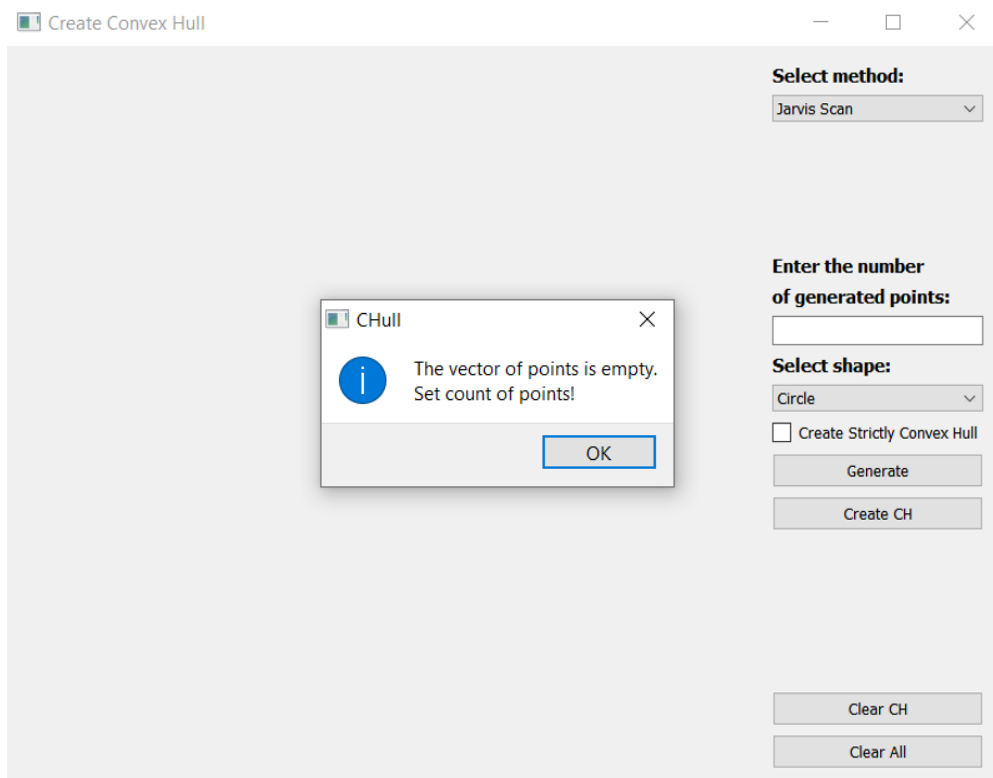 Create Convex Hull
Select method:
Jarvis Scan
Enter the number
of generated points:
CHull
The vector of points is empty.
Set count of points!
OK
Select shape:
Circle
Create Strictly Convex Hull
Generate
Create CH
Clear CH
Clear All